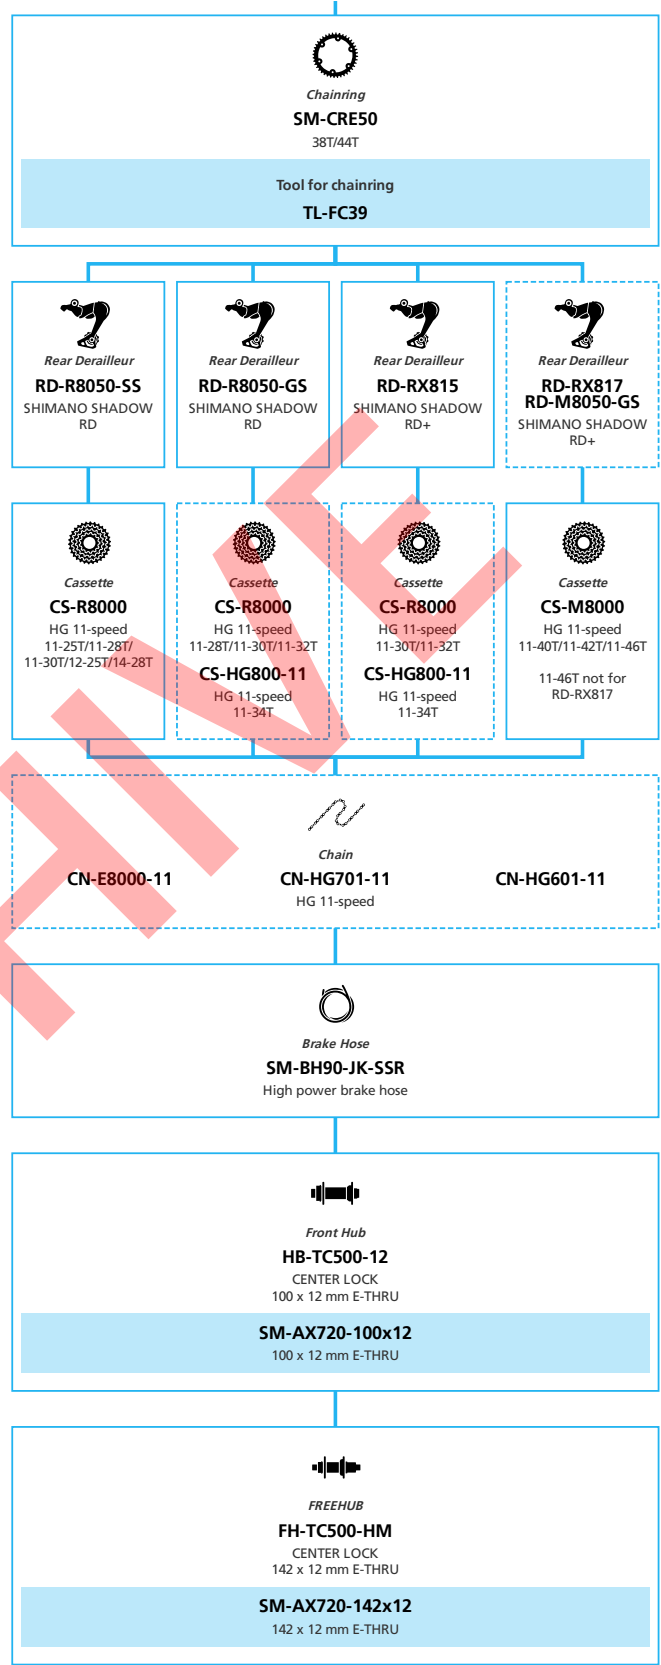 Chainring
SM-CRE50
38T/44T
Tool for chainring
TL-FC39
Rear Derailleur
RD-R8050-SS
SHIMANO SHADOW
RD
Rear Derailleur
RD-R8050-GS
SHIMANO SHADOW
RD
Rear Derailleur
RD-RX815
SHIMANO SHADOW
RD+
Rear Derailleur
RD-RX817
RD-M8050-GS
SHIMANO SHADOW
RD+
Cassette
CS-R8000
HG 11-speed
11-25T/11-28T/
11-30T/12-25T/14-28T
Cassette
CS-R8000
HG 11-speed
11-28T/11-30T/11-32T
CS-HG800-11
HG 11-speed
11-34T
Cassette
CS-R8000
HG 11-speed
11-30T/11-32T
CS-HG800-11
HG 11-speed
11-34T
Cassette
CS-M8000
HG 11-speed
11-40T/11-42T/11-46T
11-46T not for
RD-RX817
Chain
CN-E8000-11
CN-HG701-11
HG 11-speed
CN-HG601-11
Brake Hose
SM-BH90-JK-SSR
High power brake hose
Front Hub
HB-TC500-12
CENTER LOCK
100 x 12 mm E-THRU
SM-AX720-100x12
100 x 12 mm E-THRU
FREEHUB
FH-TC500-HM
CENTER LOCK
142 x 12 mm E-THRU
SM-AX720-142x12
142 x 12 mm E-THRU
HIVE